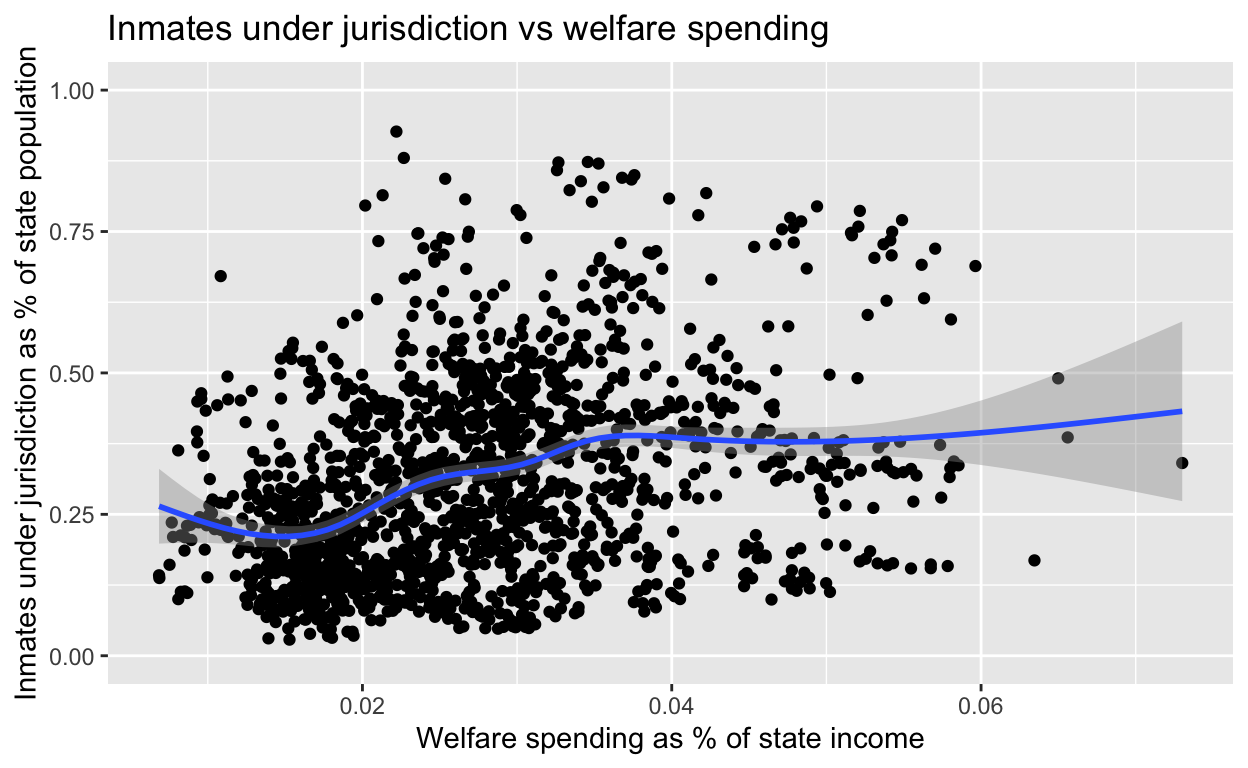 Inmates under jurisdiction vs welfare spending
Inmates under jurisdiction as % of state population
1.00
0.75
0.50
0.25
0.00
0.02
0.04
0.06
Welfare spending as % of state income